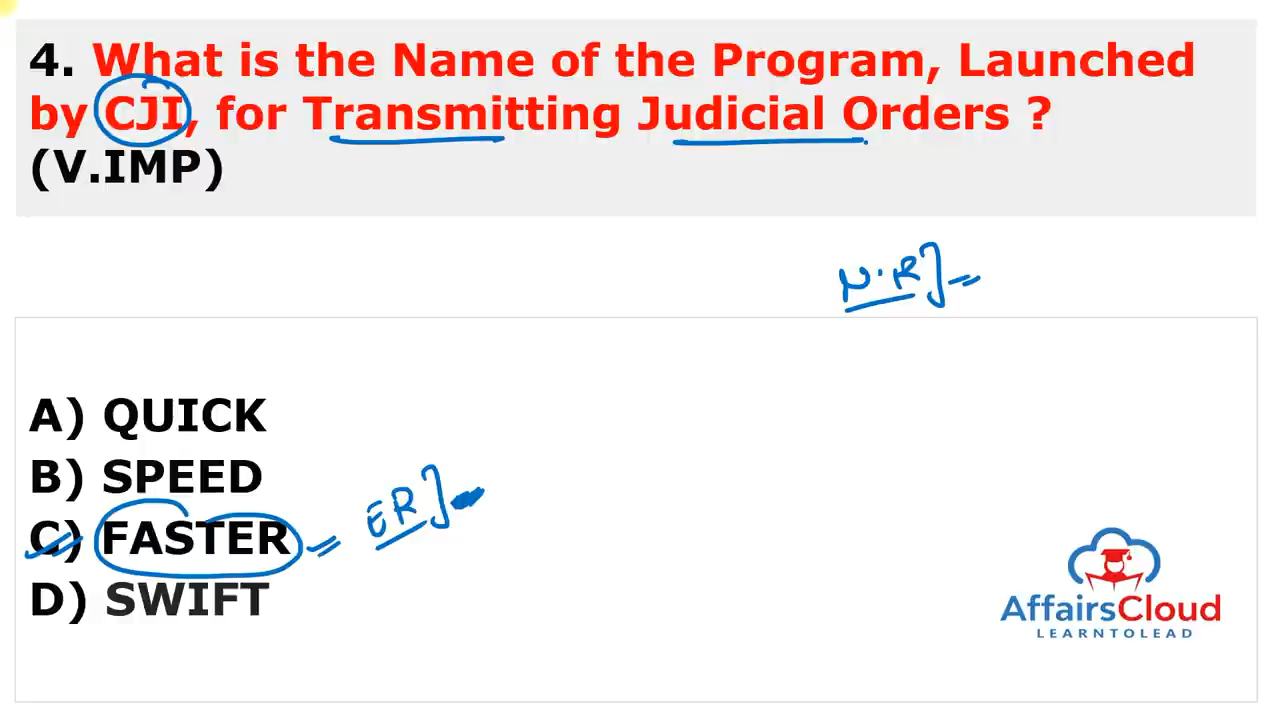 4. What is the Name of the Program, Launched
by CJI, for Transmitting Judicial Orders ?
(V.IMP)
N.R]=
A) QUICK
B) SPEED
C) FASTER = ER]-
D) SWIFT
AffairsCloud
LEARNTOLEAD